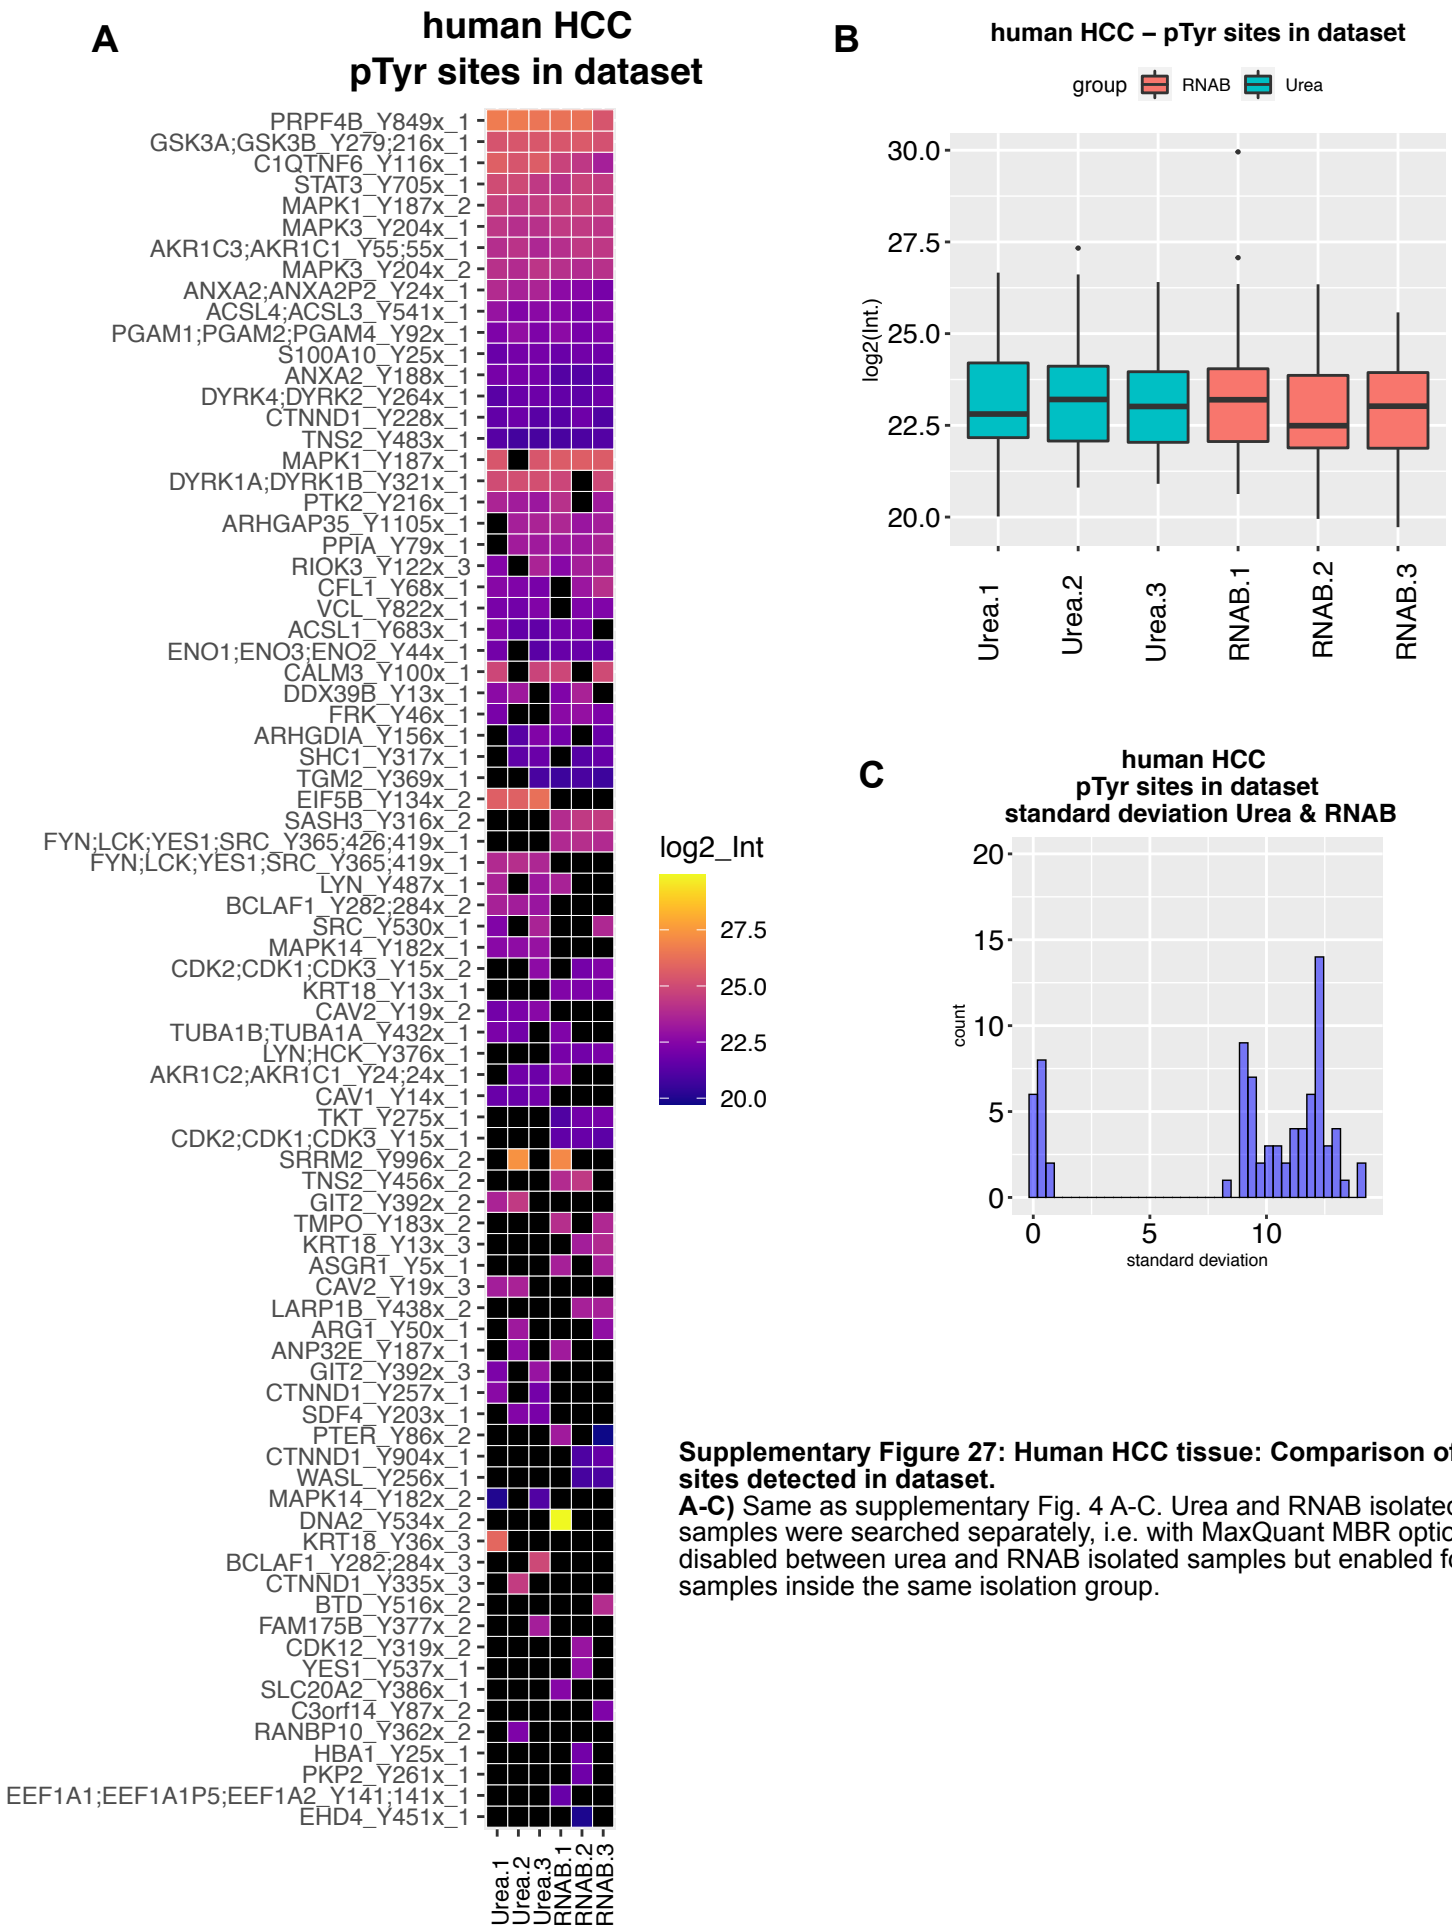 A
human HCC
pTyr sites in dataset
PRPF4B_Y849x_1
GSK3A;GSK3B_Y279;216x_1
C1QTNF6_Y116x_1
STAT3_Y705x_1
MAPK1_Y187x_2
MAPK3_Y204x_1
AKR1C3;AKR1C1_Y55;55x_1
MAPK3_Y204x_2
ANXA2;ANXA2P2_Y24x_1
ACSL4;ACSL3_Y541x_1
PGAM1;PGAM2;PGAM4_Y92x_1
S100A10_Y25x_1
ANXA2_Y188x_1
DYRK4;DYRK2_Y264x_1
CTNND1_Y228x_1
TNS2_Y483x_1
MAPK1_Y187x_1
DYRK1A;DYRK1B_Y321x_1
PTK2_Y216x_1
ARHGAP35_Y1105x_1
PPIA_Y79x_1
RIOK3_Y122x_3
CFL1_Y68x_1
VCL_Y822x_1
ACSL1_Y683x_1
ENO1;ENO3;ENO2_Y44x_1
CALM3_Y100x_1
DDX39B_Y13x_1
FRK_Y46x_1
ARHGDIA_Y156x_1
SHC1_Y317x_1
TGM2_Y369x_1
EIF5B_Y134x_2
SASH3_Y316x_2
FYN;LCK;YES1;SRC_Y365;426;419x_1
FYN;LCK;YES1;SRC_Y365;419x_1
LYN_Y487x_1
BCLAF1_Y282;284x_2
SRC_Y530x_1
MAPK14_Y182x_1
CDK2;CDK1;CDK3_Y15x_2
KRT18_Y13x_1
CAV2_Y19x_2
TUBA1B;TUBA1A_Y432x_1
LYN;HCK_Y376x_1
AKR1C2;AKR1C1_Y24;24x_1
CAV1_Y14x_1
TKT_Y275x_1
CDK2;CDK1;CDK3_Y15x_1
SRRM2_Y996x_2
TNS2_Y456x_2
GIT2_Y392x_2
TMPO_Y183x_2
KRT18_Y13x_3
ASGR1_Y5x_1
CAV2_Y19x_3
LARP1B_Y438x_2
ARG1_Y50x_1
ANP32E_Y187x_1
GIT2_Y392x_3
CTNND1_Y257x_1
SDF4_Y203x_1
PTER_Y86x_2
CTNND1_Y904x_1
WASL_Y256x_1
MAPK14_Y182x_2
DNA2_Y534x_2
KRT18_Y36x_3
BCLAF1_Y282;284x_3
CTNND1_Y335x_3
BTD_Y516x_2
FAM175B_Y377x_2
CDK12_Y319x_2
YES1_Y537x_1
SLC20A2_Y386x_1
C3orf14_Y87x_2
RANBP10_Y362x_2
HBA1_Y25x_1
PKP2_Y261x_1
EEF1A1;EEF1A1P5;EEF1A2_Y141;141x_1
EHD4_Y451x_1
Urea.1
Urea.2
Urea.3
RNAB.1
RNAB.2
RNAB.3
log2_Int
27.5
25.0
22.5
20.0
B
human HCC – pTyr sites in dataset
group RNAB Urea
log2(Int.)
30.0
27.5
25.0
22.5
20.0
Urea.1
Urea.2
Urea.3
RNAB.1
RNAB.2
RNAB.3
C
human HCC
pTyr sites in dataset
standard deviation Urea & RNAB
count
20
15
10
5
0
0 5 10
standard deviation
Supplementary Figure 27: Human HCC tissue: Comparison of
sites detected in dataset.
A-C) Same as supplementary Fig. 4 A-C. Urea and RNAB isolated
samples were searched separately, i.e. with MaxQuant MBR optio
disabled between urea and RNAB isolated samples but enabled fo
samples inside the same isolation group.